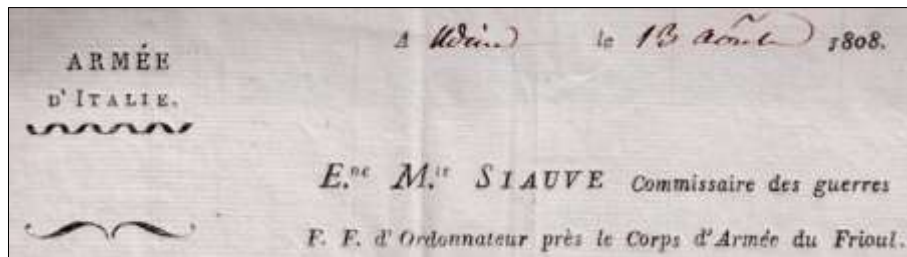 A Udine le 13 août 1808.
ARMÉE
D'ITALIE.
E.ne M.ie SIAUVE Commissaire des guerres
F. F. d'Ordonnateur près le Corps d'Armée du Frioul.